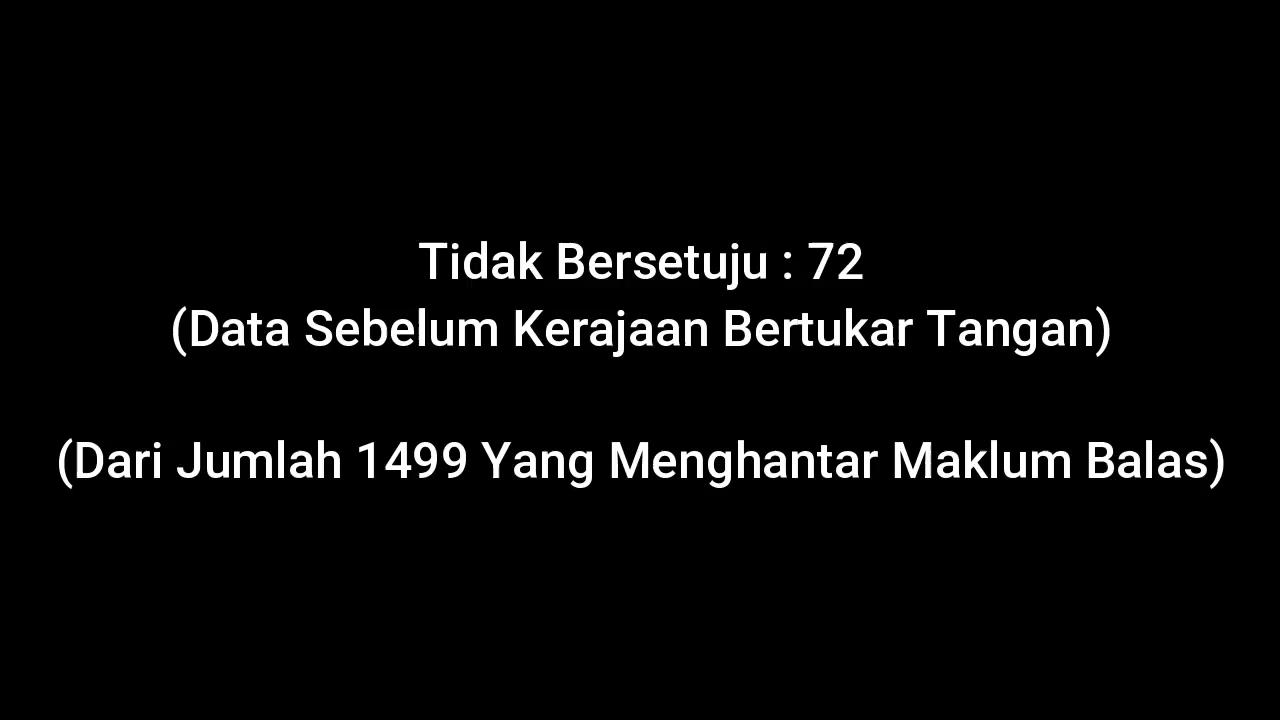 Tidak Bersetuju : 72
(Data Sebelum Kerajaan Bertukar Tangan)
(Dari Jumlah 1499 Yang Menghantar Maklum Balas)